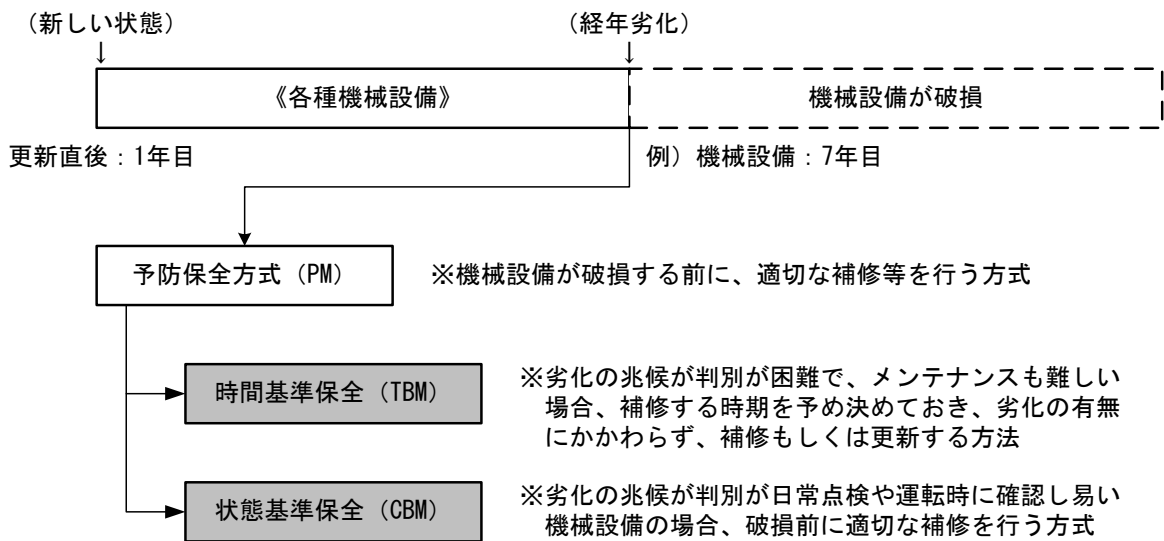 (新しい状態)
(経年劣化)
↓
↓
《各種機械設備》
機械設備が破損
更新直後：1年目
例）機械設備：7年目
予防保全方式（PM）
※機械設備が破損する前に、適切な補修等を行う方式
時間基準保全（TBM）
※劣化の兆候が判別が困難で、メンテナンスも難しい
場合、補修する時期を予め決めておき、劣化の有無
にかかわらず、補修もしくは更新する方法
状態基準保全（CBM）
※劣化の兆候が判別が日常点検や運転時に確認し易い
機械設備の場合、破損前に適切な補修を行う方式